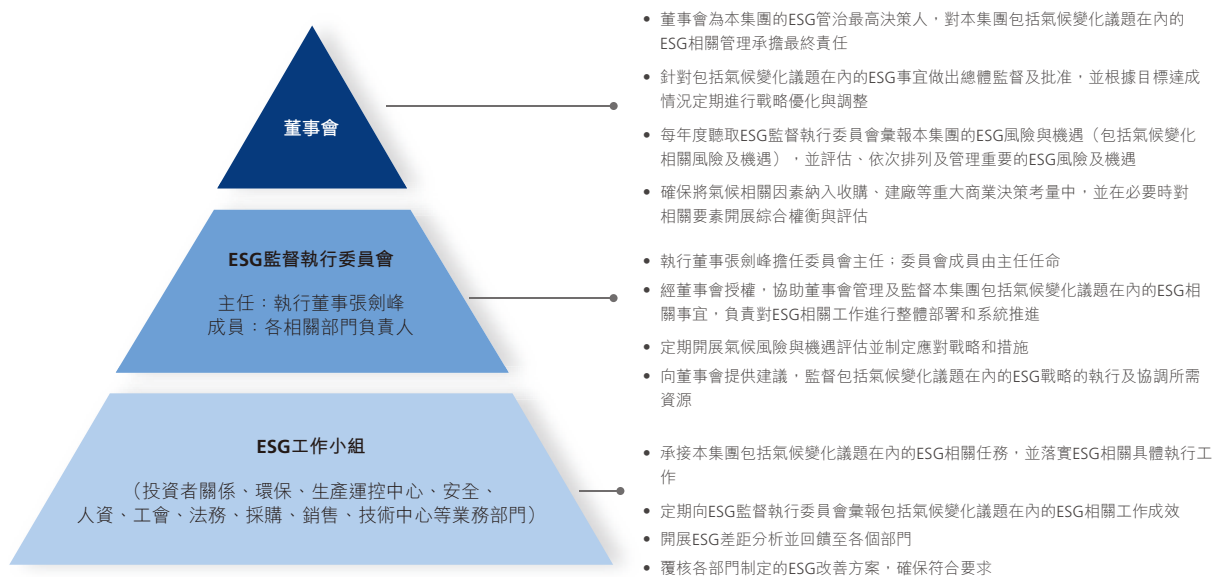 董事會
• 董事會為本集團的ESG管治最高決策人，對本集團包括氣候變化議題在內的
ESG相關管理承擔最終責任
• 針對包括氣候變化議題在內的ESG事宜做出總體監督及批准，並根據目標達成
情況定期進行戰略優化與調整
• 每年度聽取ESG監督執行委員會彙報本集團的ESG風險與機遇（包括氣候變化
相關風險及機遇），並評估、依次排列及管理重要的ESG風險及機遇
• 確保將氣候相關因素納入收購、建廠等重大商業決策考量中，並在必要時對
相關要素開展綜合權衡與評估
ESG監督執行委員會
主任：執行董事張劍峰
成員：各相關部門負責人
• 執行董事張劍峰擔任委員會主任；委員會成員由主任任命
• 經董事會授權，協助董事會管理及監督本集團包括氣候變化議題在內的ESG相
關事宜，負責對ESG相關工作進行整體部署和系統推進
• 定期開展氣候風險與機遇評估並制定應對戰略和措施
• 向董事會提供建議，監督包括氣候變化議題在內的ESG戰略的執行及協調所需
資源
ESG工作小組
（投資者關係、環保、生產運控中心、安全、
人資、工會、法務、採購、銷售、技術中心等業務部門）
• 承接本集團包括氣候變化議題在內的ESG相關任務，並落實ESG相關具體執行工
作
• 定期向ESG監督執行委員會彙報包括氣候變化議題在內的ESG相關工作成效
• 開展ESG差距分析並回饋至各個部門
• 覆核各部門制定的ESG改善方案，確保符合要求